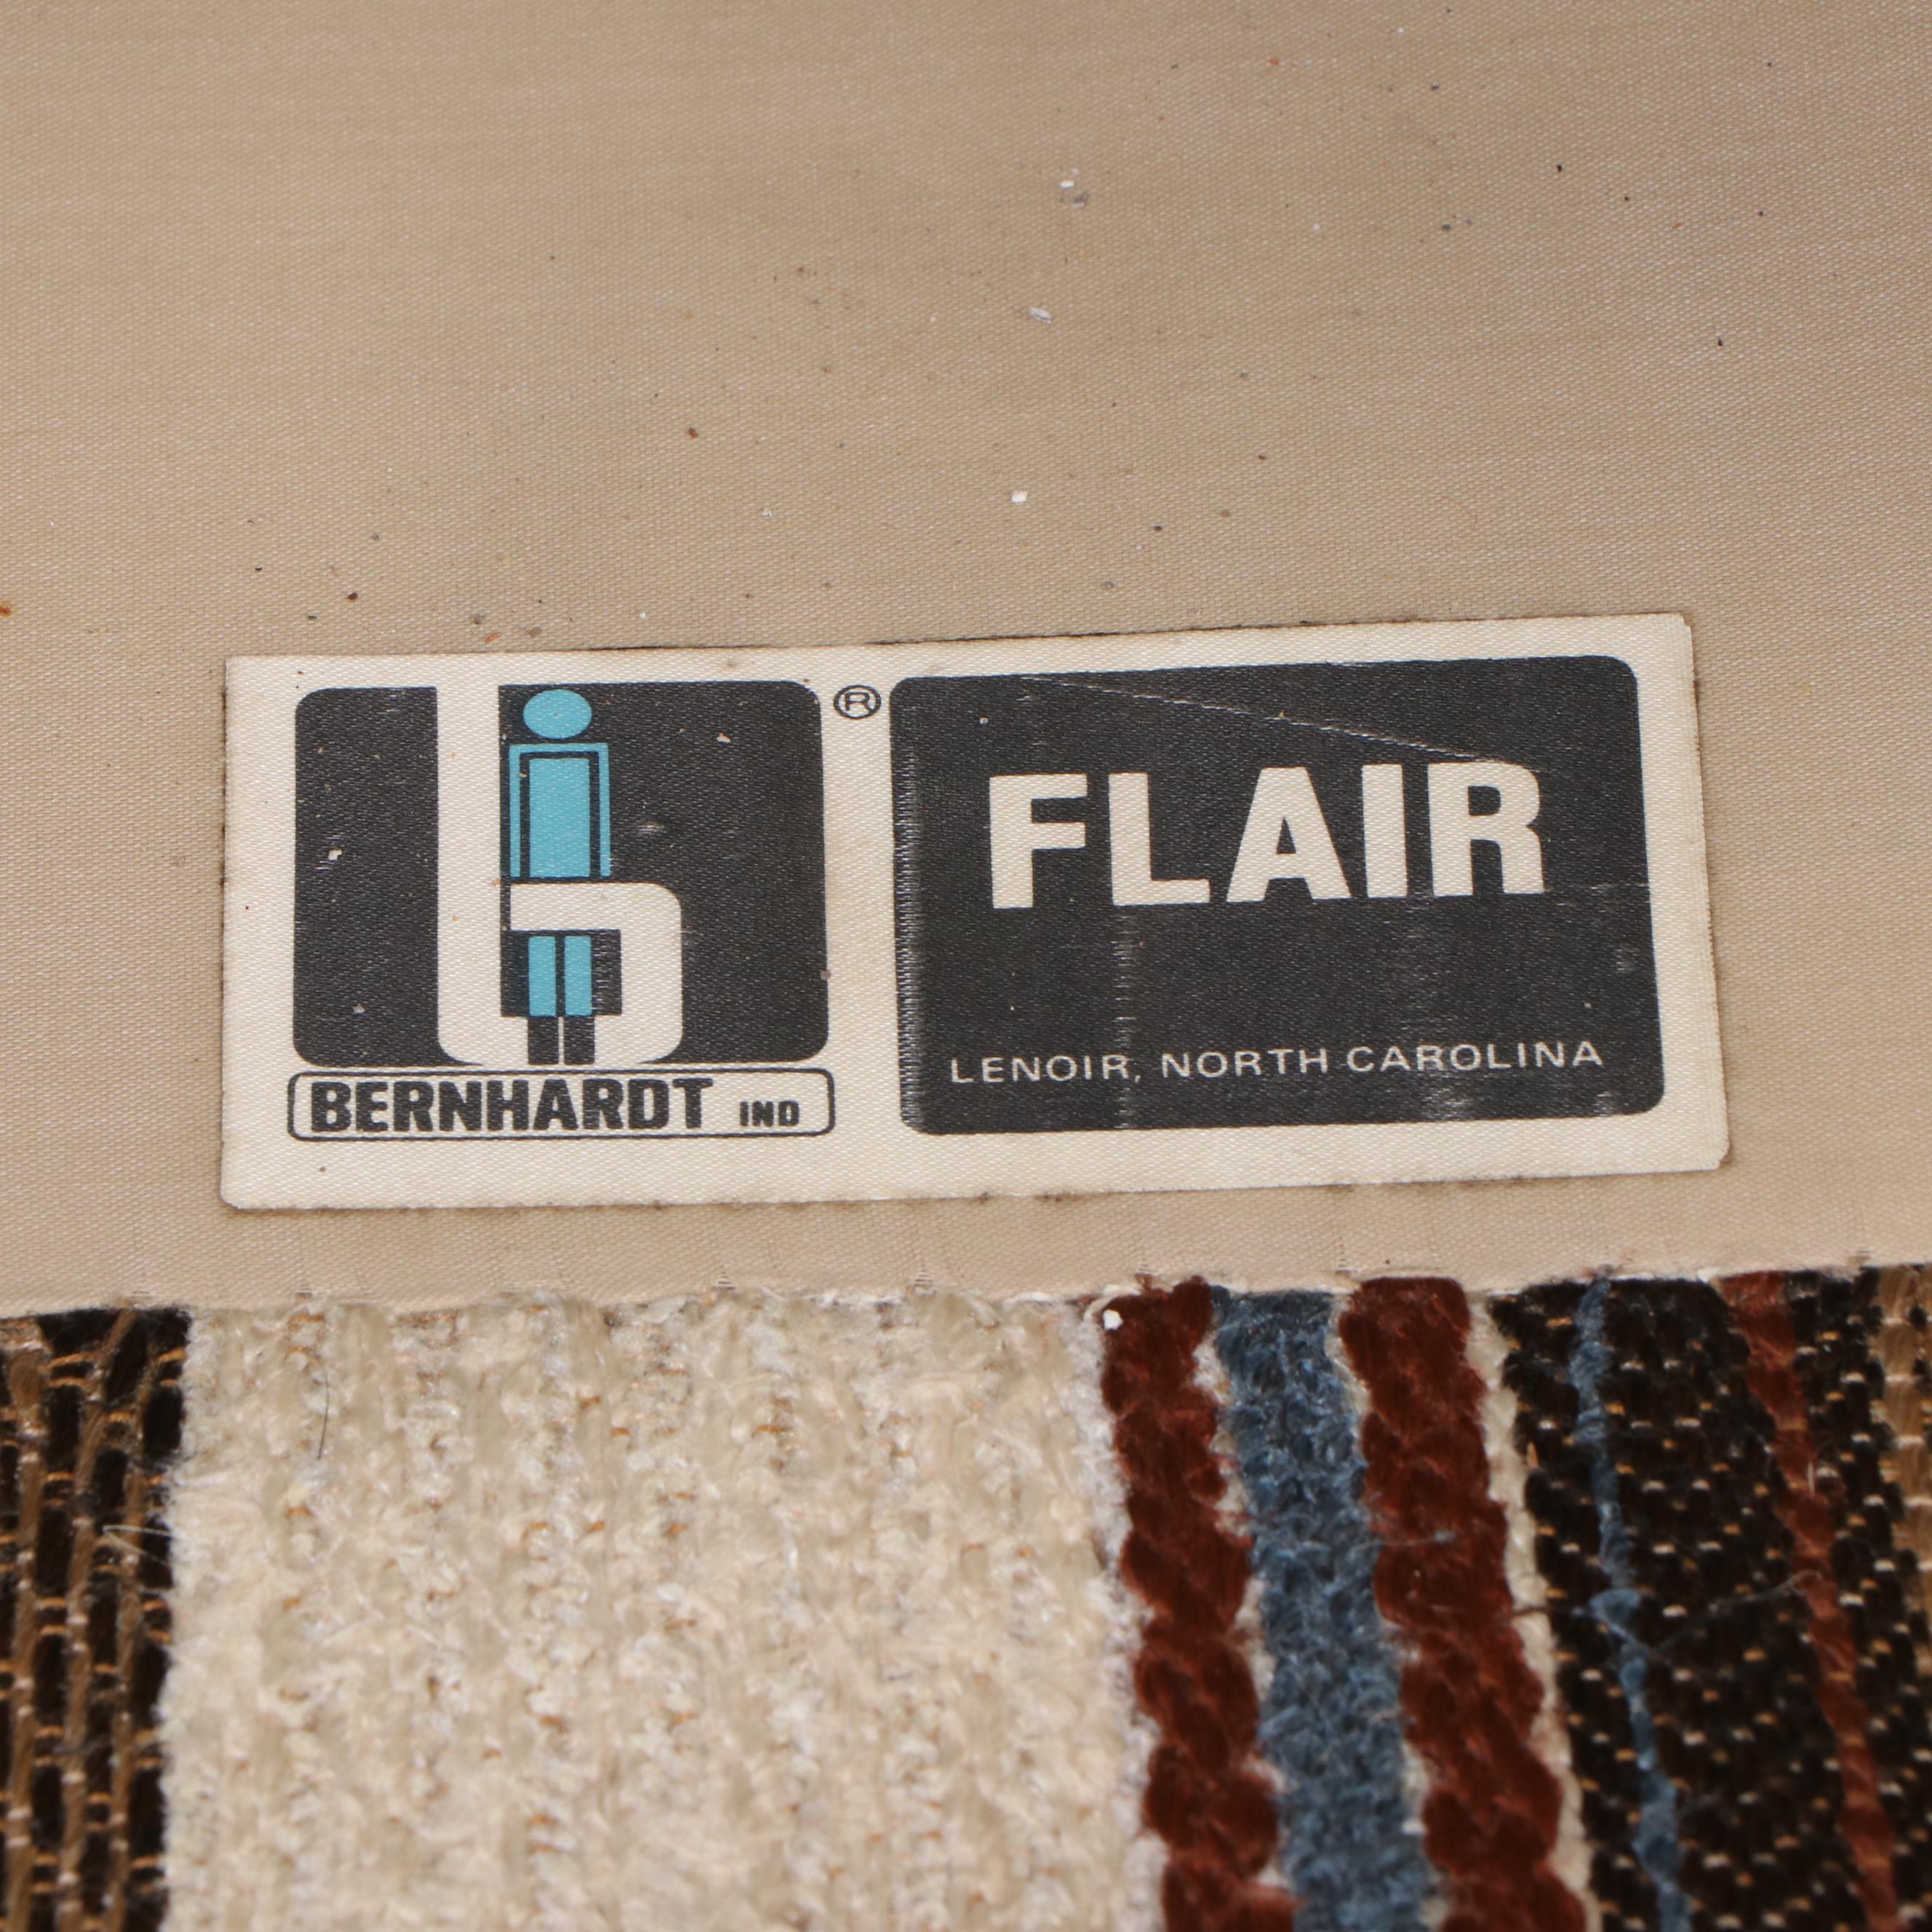 b ®
BERNHARDT IND
FLAIR
LENOIR, NORTH CAROLINA